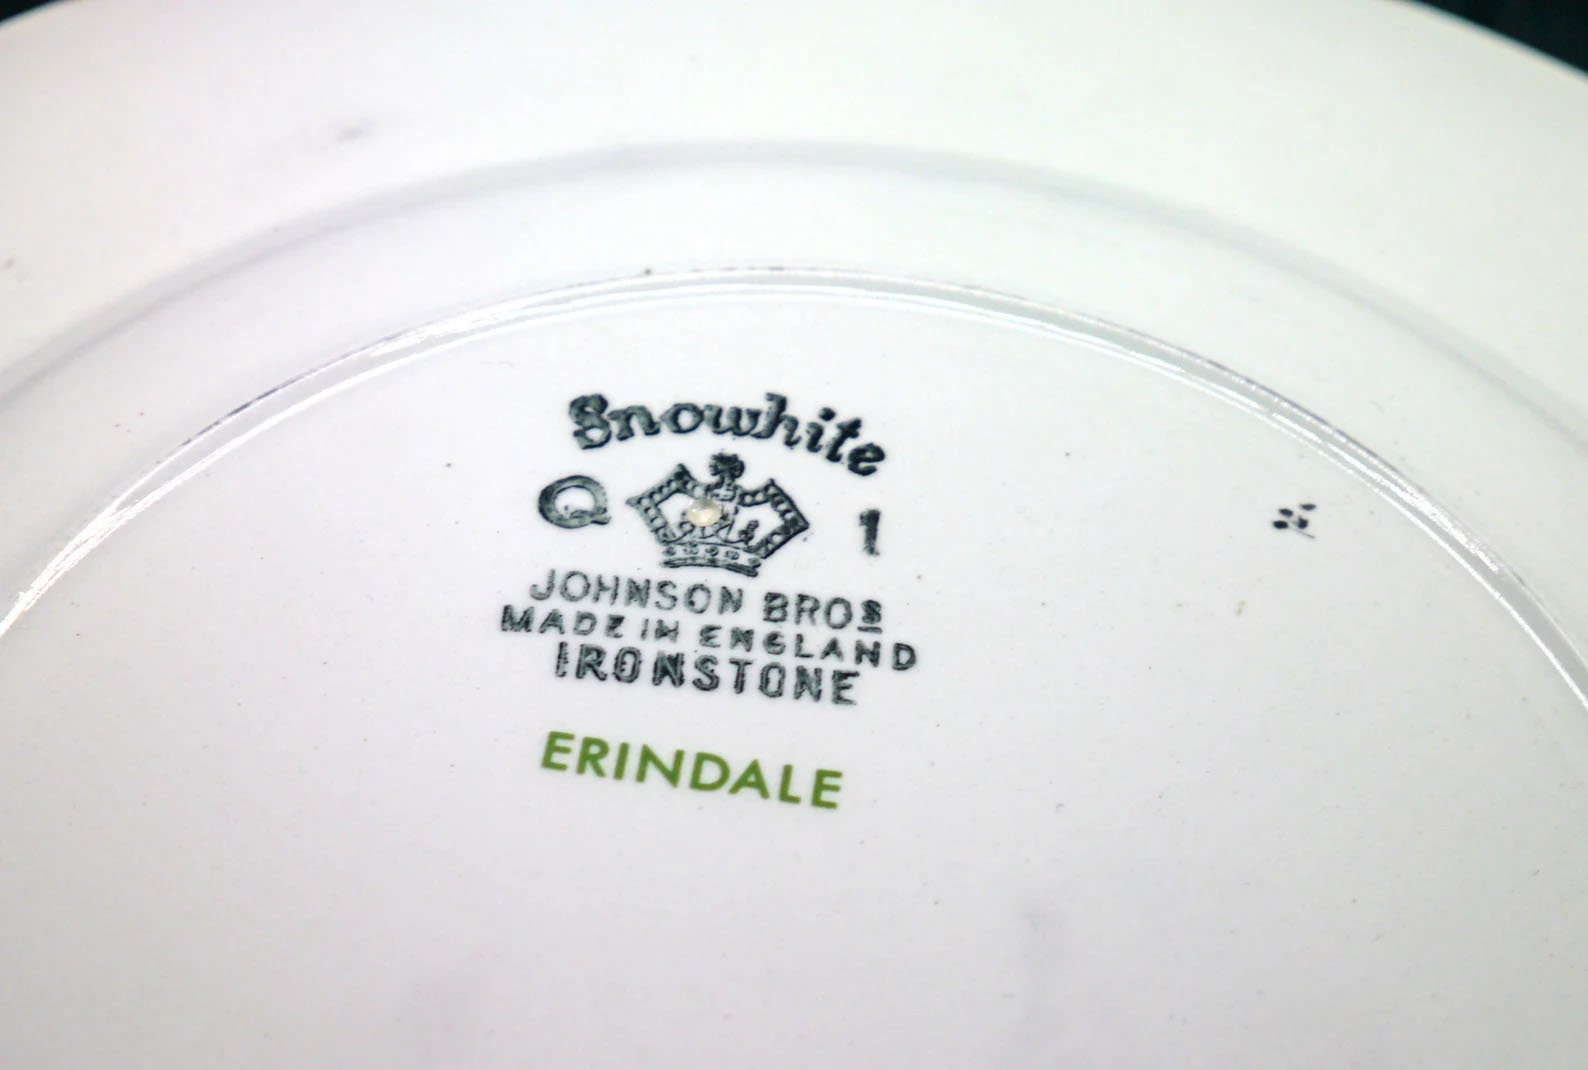 Snowhite
Q 1
JOHNSON BROS
MADE IN ENGLAND
IRONSTONE
ERINDALE